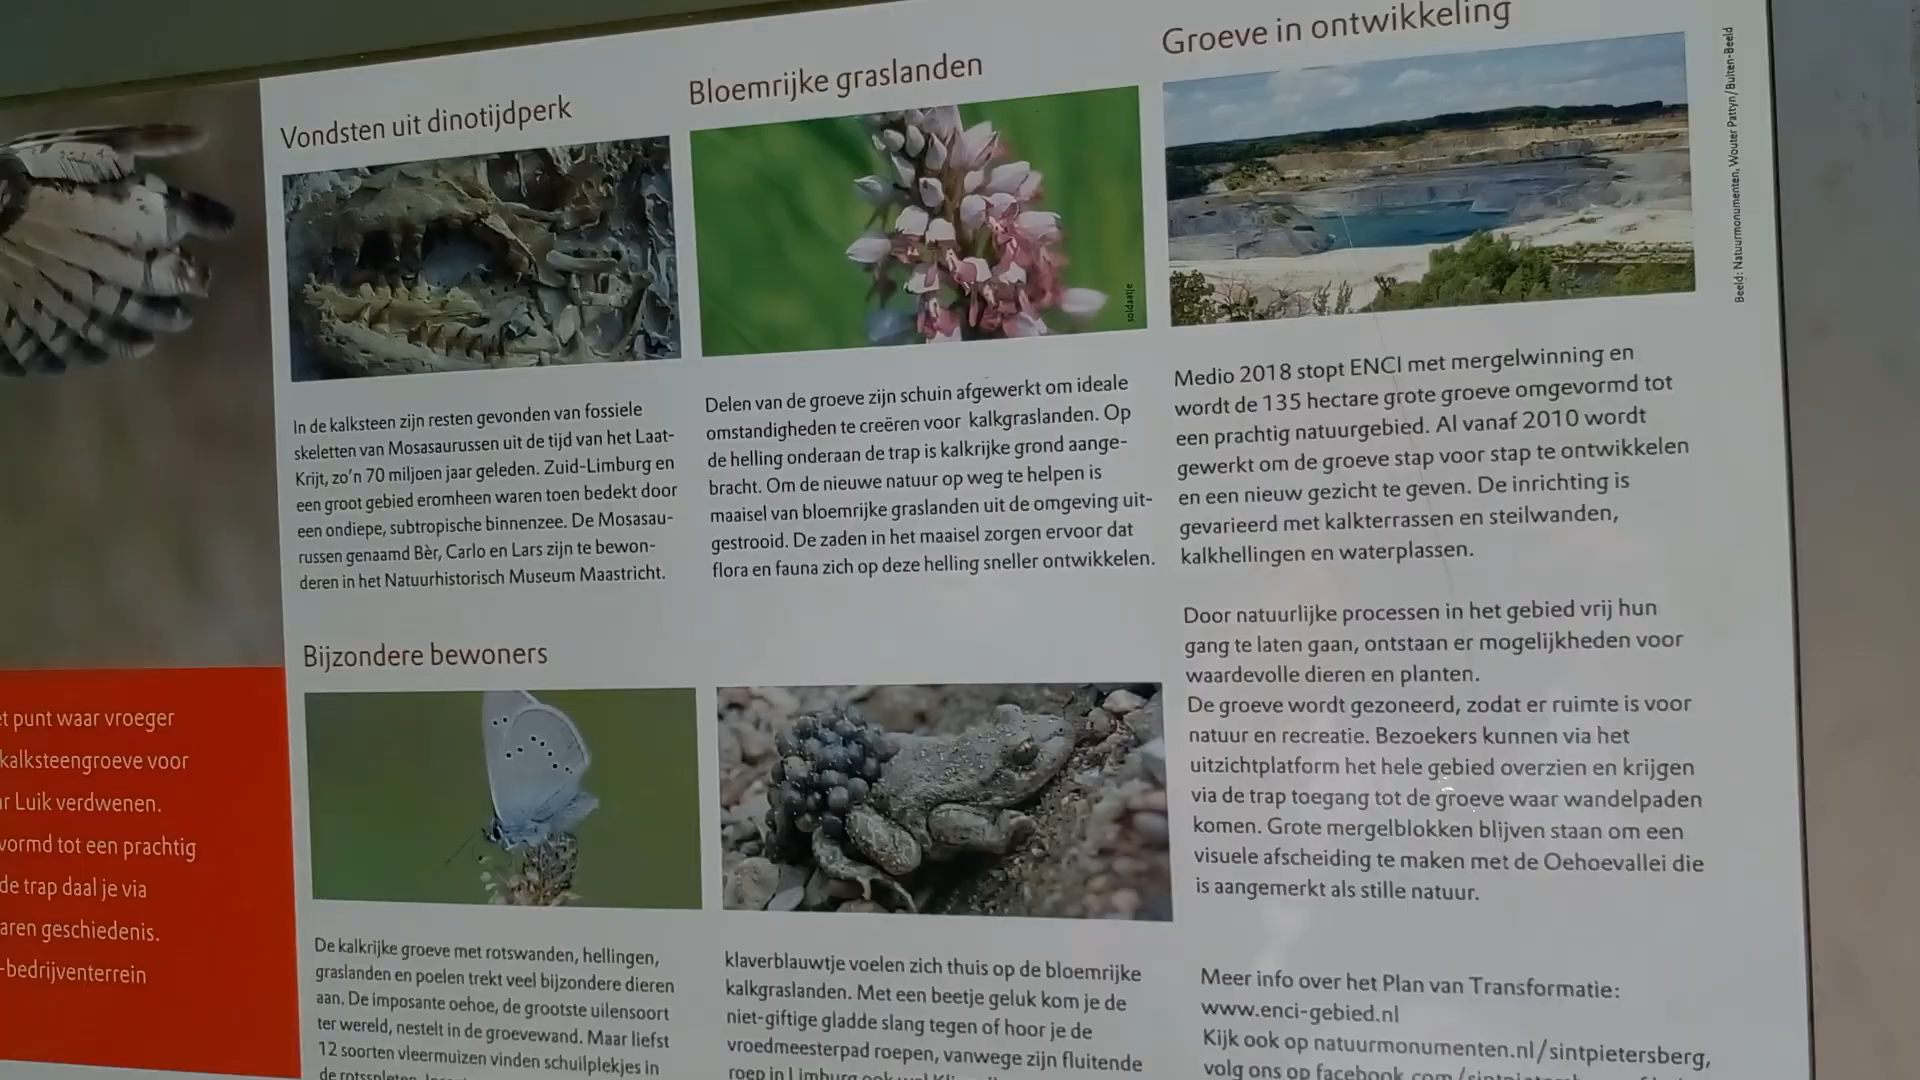 Vondsten uit dinotijdperk
In de kalksteen zijn resten gevonden van fossiele
skeletten van Mosasaurussen uit de tijd van het Laat-
Krijt, zo'n 70 miljoen jaar geleden. Zuid-Limburg en
een groot gebied eromheen waren toen bedekt door
een ondiepe, subtropische binnenzee. De Mosasau-
russen genaamd Bèr, Carlo en Lars zijn te bewon-
deren in het Natuurhistorisch Museum Maastricht.
Bloemrijke graslanden
soldaatje
Delen van de groeve zijn schuin afgewerkt om ideale
omstandigheden te creëren voor kalkgraslanden. Op
de helling onderaan de trap is kalkrijke grond aange-
bracht. Om de nieuwe natuur op weg te helpen is
maaisel van bloemrijke graslanden uit de omgeving uit-
gestrooid. De zaden in het maaisel zorgen ervoor dat
flora en fauna zich op deze helling sneller ontwikkelen.
Groeve in ontwikkeling
Beeld: Natuurmonumenten, Wouter Pattyn/Buiten-Beeld
Medio 2018 stopt ENCI met mergelwinning en
wordt de 135 hectare grote groeve omgevormd tot
een prachtig natuurgebied. Al vanaf 2010 wordt
gewerkt om de groeve stap voor stap te ontwikkelen
en een nieuw gezicht te geven. De inrichting is
gevarieerd met kalkterrassen en steilwanden,
kalkhellingen en waterplassen.
Door natuurlijke processen in het gebied vrij hun
gang te laten gaan, ontstaan er mogelijkheden voor
waardevolle dieren en planten.
De groeve wordt gezoneerd, zodat er ruimte is voor
natuur en recreatie. Bezoekers kunnen via het
uitzichtplatform het hele gebied overzien en krijgen
via de trap toegang tot de groeve waar wandelpaden
komen. Grote mergelblokken blijven staan om een
visuele afscheiding te maken met de Oehoevallei die
is aangemerkt als stille natuur.
Meer info over het Plan van Transformatie:
www.enci-gebied.nl
Kijk ook op natuurmonumenten.nl/sintpietersberg,
volg ons op
Bijzondere bewoners
De kalkrijke groeve met rotswanden, hellingen,
graslanden en poelen trekt veel bijzondere dieren
aan. De imposante oehoe, de grootste uilensoort
ter wereld, nestelt in de groevewand. Maar liefst
12 soorten vleermuizen vinden schuilplekjes in
klaverblauwtje voelen zich thuis op de bloemrijke
kalkgraslanden. Met een beetje geluk kom je de
niet-giftige gladde slang tegen of hoor je de
vroedmeesterpad roepen, vanwege zijn fluitende
roep in Limburg
punt waar vroeger
kalksteengroeve voor
Luik verdwenen.
tot een prachtig
de trap daal je via
geschiedenis.
-bedrijventerrein